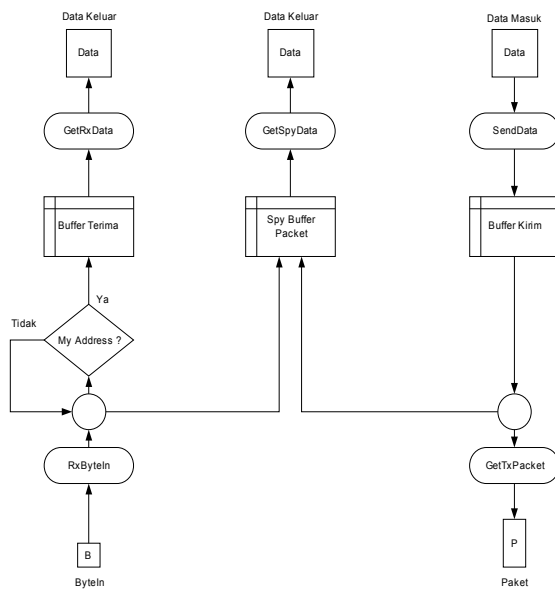 Data Keluar
Data Keluar
Data Masuk
Data
Data
Data
GetRxData
GetSpyData
SendData
Buffer Terima
Spy Buffer
Packet
Buffer Kirim
Ya
Tidak
My Address ?
RxByteIn
GetTxPacket
B
P
ByteIn
Paket